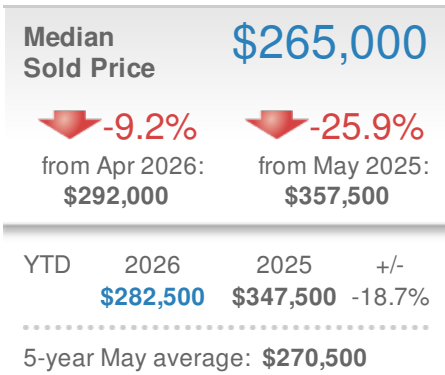 Median
Sold Price
$265,000
-9.2%
-25.9%
from Apr 2026:
from May 2025:
$292,000
$357,500
YTD 2026 2025 +/-
$282,500 $347,500 -18.7%
5-year May average: $270,500